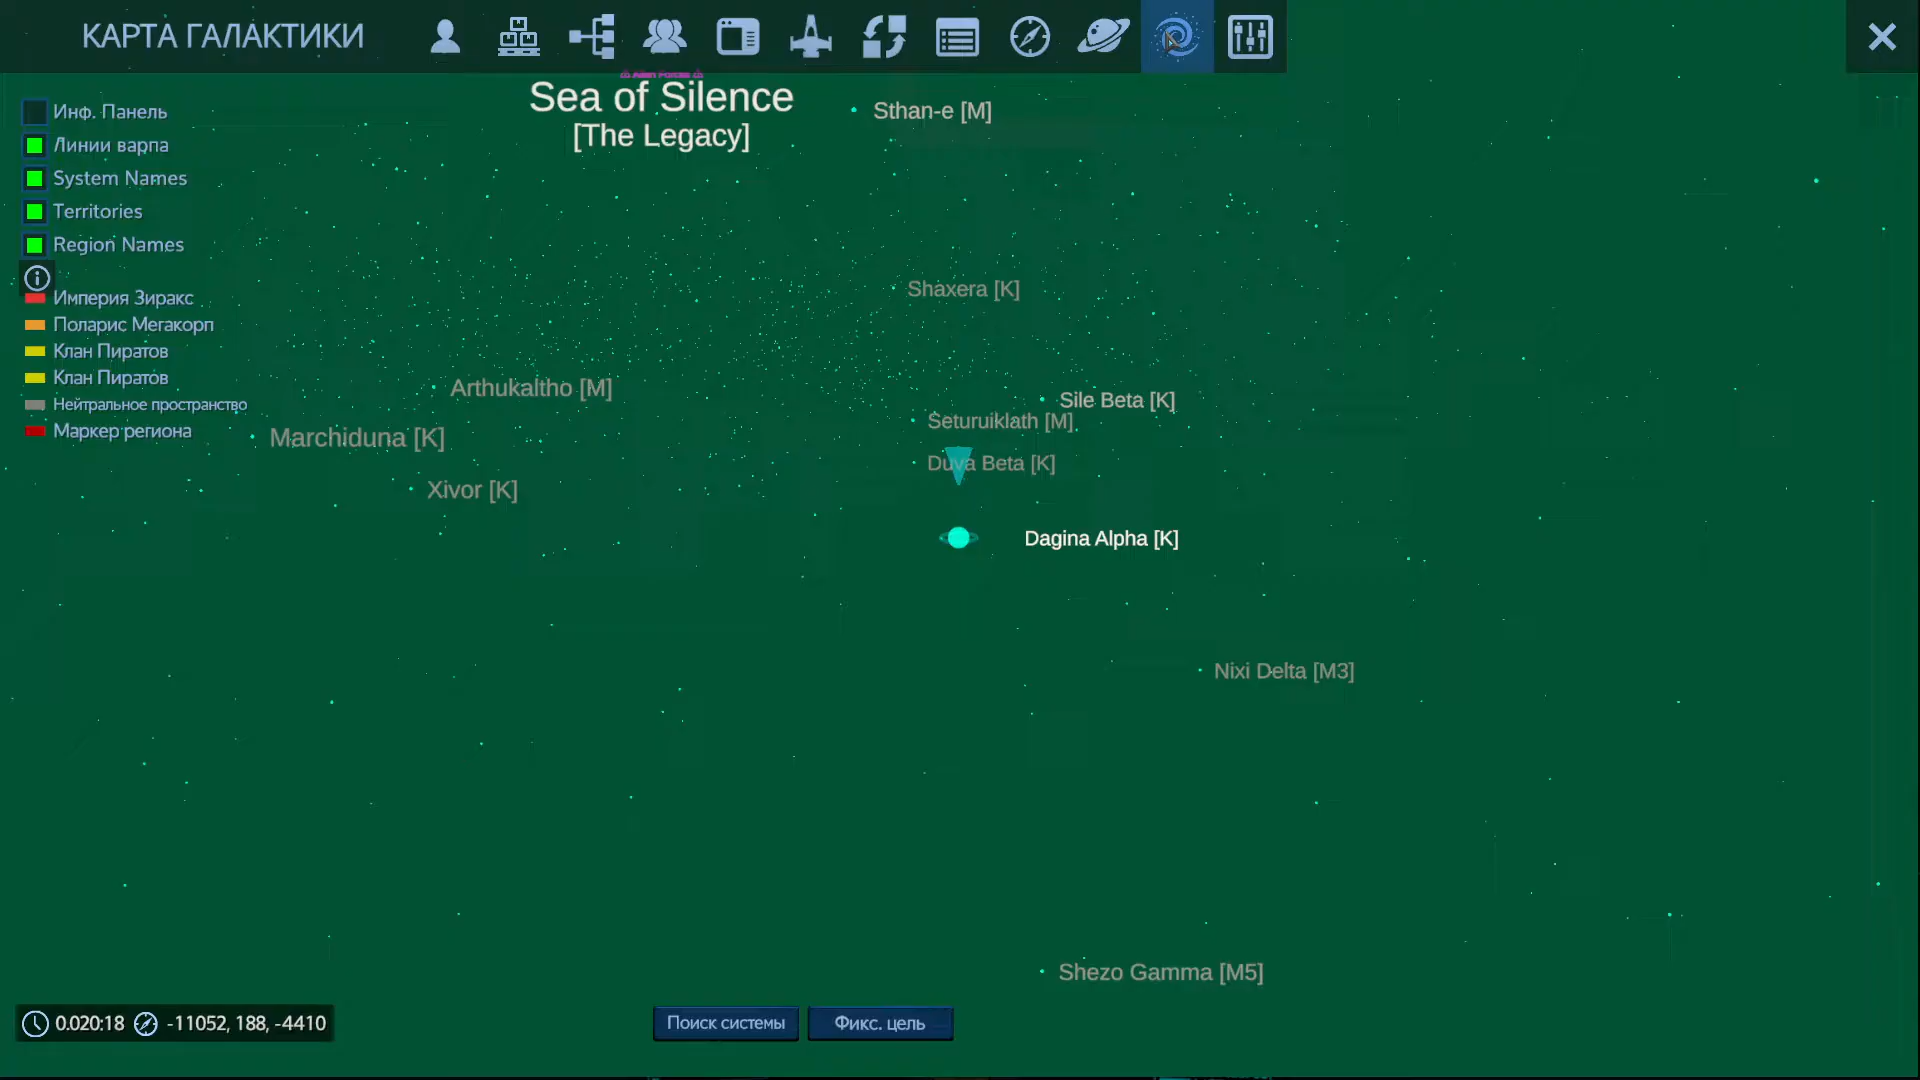 КАРТА ГАЛАКТИКИ
Sea of Silence
[The Legacy]
Sthan-e [M]
Инф. Панель
Линии варпа
System Names
Territories
Region Names
Империя Зиракс
Поларис Мегакорп
Клан Пиратов
Клан Пиратов
Нейтральное пространство
Маркер региона
Shaxera [K]
Arthukaltho [M]
Sile Beta [K]
Seturuiklath [M]
Marchiduna [K]
Duva Beta [K]
Xivor [K]
Dagina Alpha [K]
Nixi Delta [M3]
Shezo Gamma [M5]
0.020:18 -11052, 188, -4410
Поиск системы
Фикс. цель